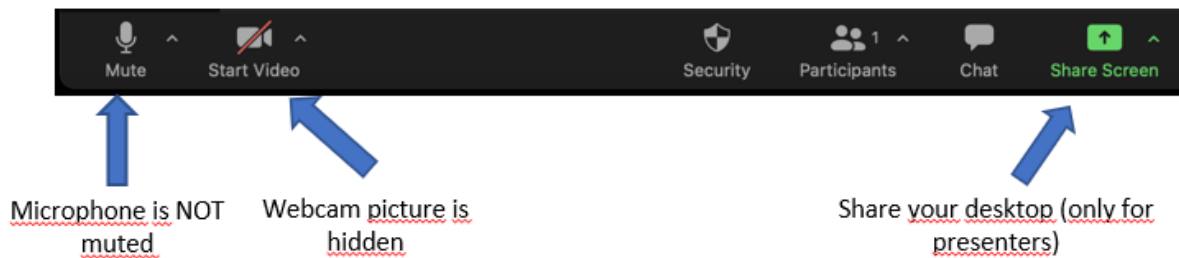 1
Mute Start Video Security Participants Chat Share Screen
Microphone is NOT
muted
Webcam picture is
hidden
Share your desktop (only for
presenters)